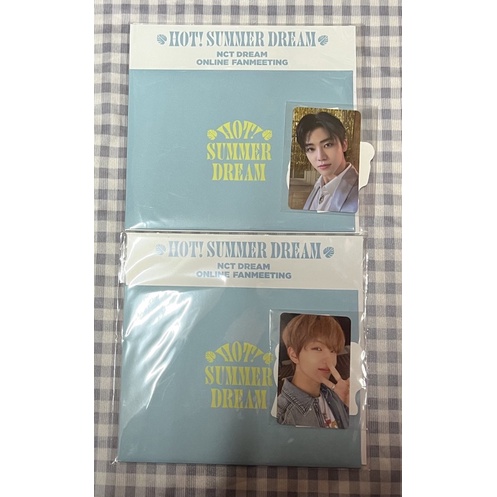 HOT! SUMMER DREAM
NCT DREAM
ONLINE FANMEETING
HOT!
SUMMER
DREAM
HOT! SUMMER DREAM
NCT DREAM
ONLINE FANMEETING
HOT!
SUMMER
DREAM